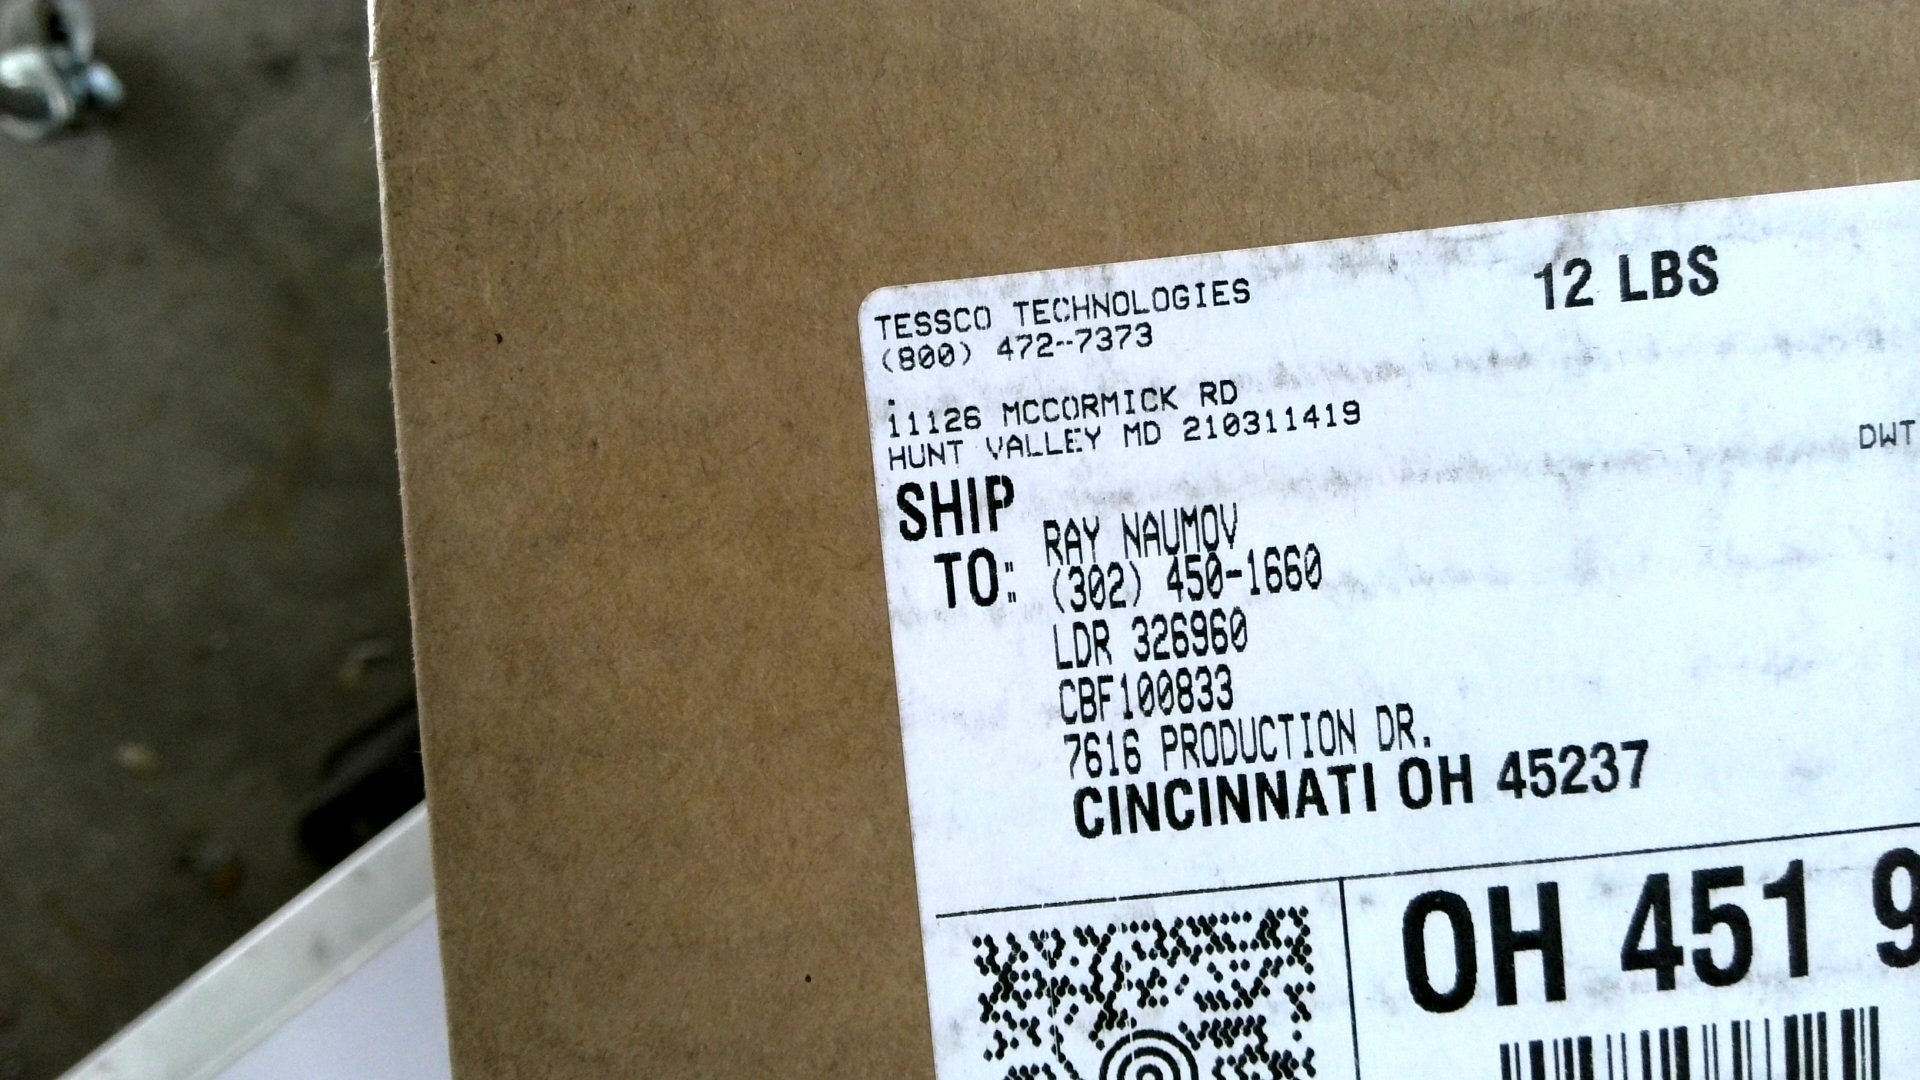 TESSCO TECHNOLOGIES
12 LBS
(800) 472-7373
.
11126 MCCORMICK RD
HUNT VALLEY MD 210311419
DWT
SHIP TO:
RAY NAUMOV
(302) 450-1660
LDR 326960
CBF100833
7616 PRODUCTION DR.
CINCINNATI OH 45237
OH 451 9